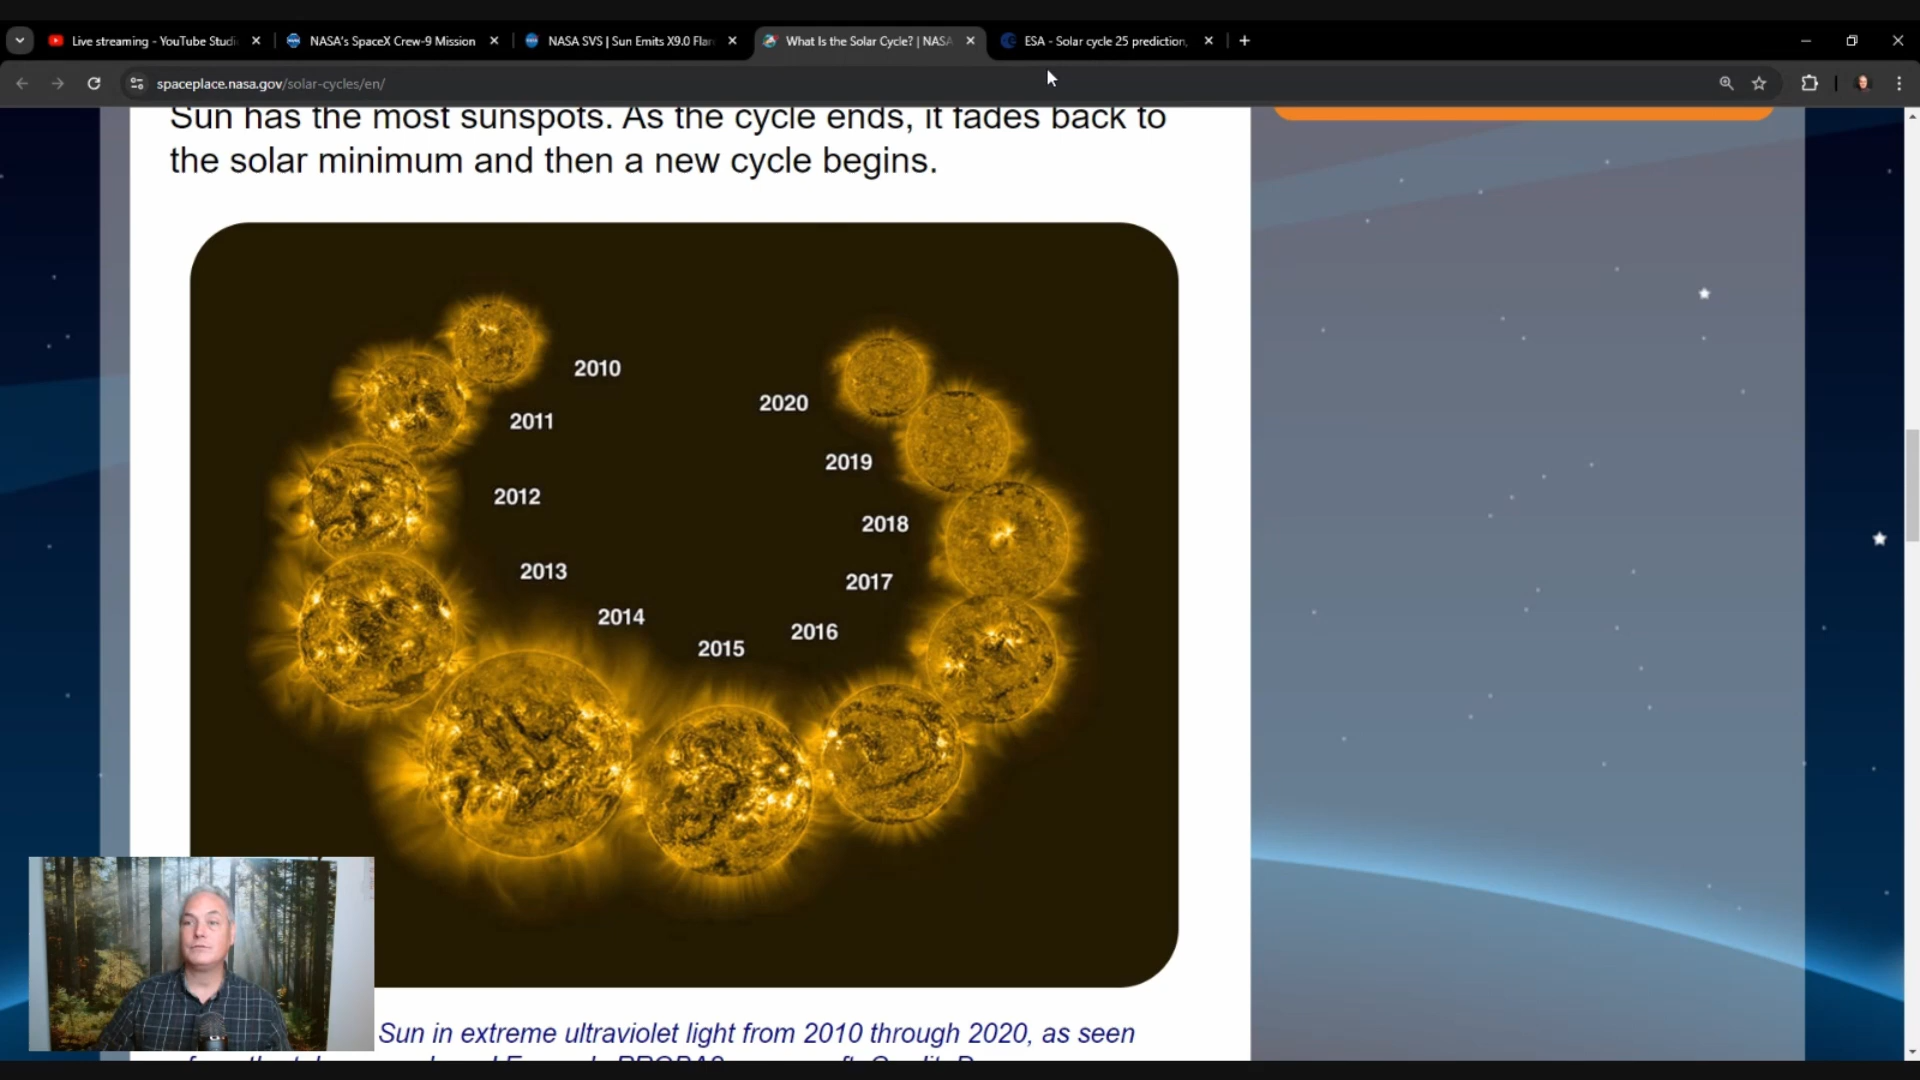 Live streaming - YouTube Studi
NASA's SpaceX Crew-9 Mission
NASA SVS | Sun Emits X9.0 Flar
What Is the Solar Cycle? | NASA
ESA - Solar cycle 25 prediction,
spaceplace.nasa.gov/solar-cycles/en/
Sun has the most sunspots. As the cycle ends, it fades back to
the solar minimum and then a new cycle begins.
2010
2020
2011
2019
2012
2018
2013
2017
2014
2016
2015
Sun in extreme ultraviolet light from 2010 through 2020, as seen